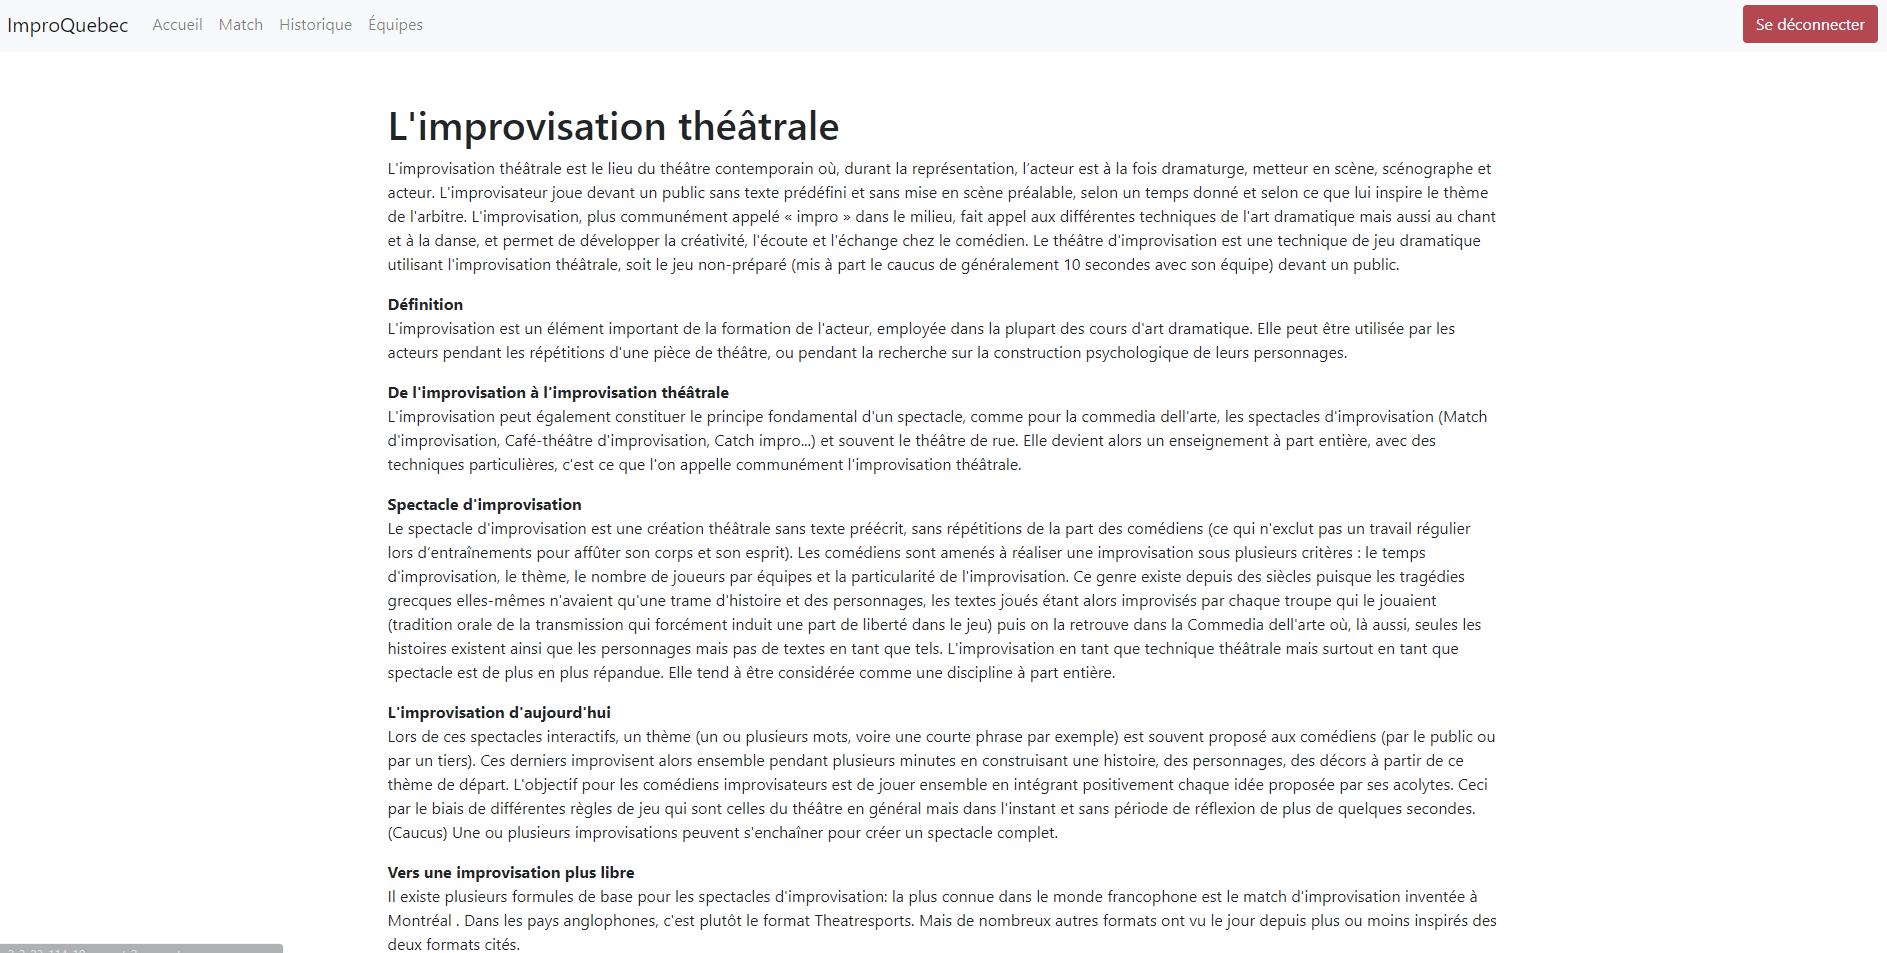 ImproQuebec Accueil Match Historique Équipes Se déconnecter
L'improvisation théâtrale
L'improvisation théâtrale est le lieu du théâtre contemporain où, durant la représentation, l’acteur est à la fois dramaturge, metteur en scène, scénographe et
acteur. L'improvisateur joue devant un public sans texte prédéfini et sans mise en scène préalable, selon un temps donné et selon ce que lui inspire le thème
de l'arbitre. L'improvisation, plus communément appelé « impro » dans le milieu, fait appel aux différentes techniques de l'art dramatique mais aussi au chant
et à la danse, et permet de développer la créativité, l'écoute et l'échange chez le comédien. Le théâtre d'improvisation est une technique de jeu dramatique
utilisant l'improvisation théâtrale, soit le jeu non-préparé (mis à part le caucus de généralement 10 secondes avec son équipe) devant un public.
Définition
L'improvisation est un élément important de la formation de l'acteur, employée dans la plupart des cours d'art dramatique. Elle peut être utilisée par les
acteurs pendant les répétitions d'une pièce de théâtre, ou pendant la recherche sur la construction psychologique de leurs personnages.
De l'improvisation à l'improvisation théâtrale
L'improvisation peut également constituer le principe fondamental d'un spectacle, comme pour la commedia dell'arte, les spectacles d'improvisation (Match
d'improvisation, Café-théâtre d'improvisation, Catch impro...) et souvent le théâtre de rue. Elle devient alors un enseignement à part entière, avec des
techniques particulières, c'est ce que l'on appelle communément l'improvisation théâtrale.
Spectacle d'improvisation
Le spectacle d'improvisation est une création théâtrale sans texte préécrit, sans répétitions de la part des comédiens (ce qui n'exclut pas un travail régulier
lors d’entraînements pour affûter son corps et son esprit). Les comédiens sont amenés à réaliser une improvisation sous plusieurs critères : le temps
d'improvisation, le thème, le nombre de joueurs par équipes et la particularité de l'improvisation. Ce genre existe depuis des siècles puisque les tragédies
grecques elles-mêmes n'avaient qu'une trame d'histoire et des personnages, les textes joués étant alors improvisés par chaque troupe qui le jouaient
(tradition orale de la transmission qui forcément induit une part de liberté dans le jeu) puis on la retrouve dans la Commedia dell'arte où, là aussi, seules les
histoires existent ainsi que les personnages mais pas de textes en tant que tels. L'improvisation en tant que technique théâtrale mais surtout en tant que
spectacle est de plus en plus répandue. Elle tend à être considérée comme une discipline à part entière.
L'improvisation d'aujourd'hui
Lors de ces spectacles interactifs, un thème (un ou plusieurs mots, voire une courte phrase par exemple) est souvent proposé aux comédiens (par le public ou
par un tiers). Ces derniers improvisent alors ensemble pendant plusieurs minutes en construisant une histoire, des personnages, des décors à partir de ce
thème de départ. L'objectif pour les comédiens improvisateurs est de jouer ensemble en intégrant positivement chaque idée proposée par ses acolytes. Ceci
par le biais de différentes règles de jeu qui sont celles du théâtre en général mais dans l'instant et sans période de réflexion de plus de quelques secondes.
(Caucus) Une ou plusieurs improvisations peuvent s'enchaîner pour créer un spectacle complet.
Vers une improvisation plus libre
Il existe plusieurs formules de base pour les spectacles d'improvisation: la plus connue dans le monde francophone est le match d'improvisation inventée à
Montréal . Dans les pays anglophones, c'est plutôt le format Theatresports. Mais de nombreux autres formats ont vu le jour depuis plus ou moins inspirés des
deux formats cités.